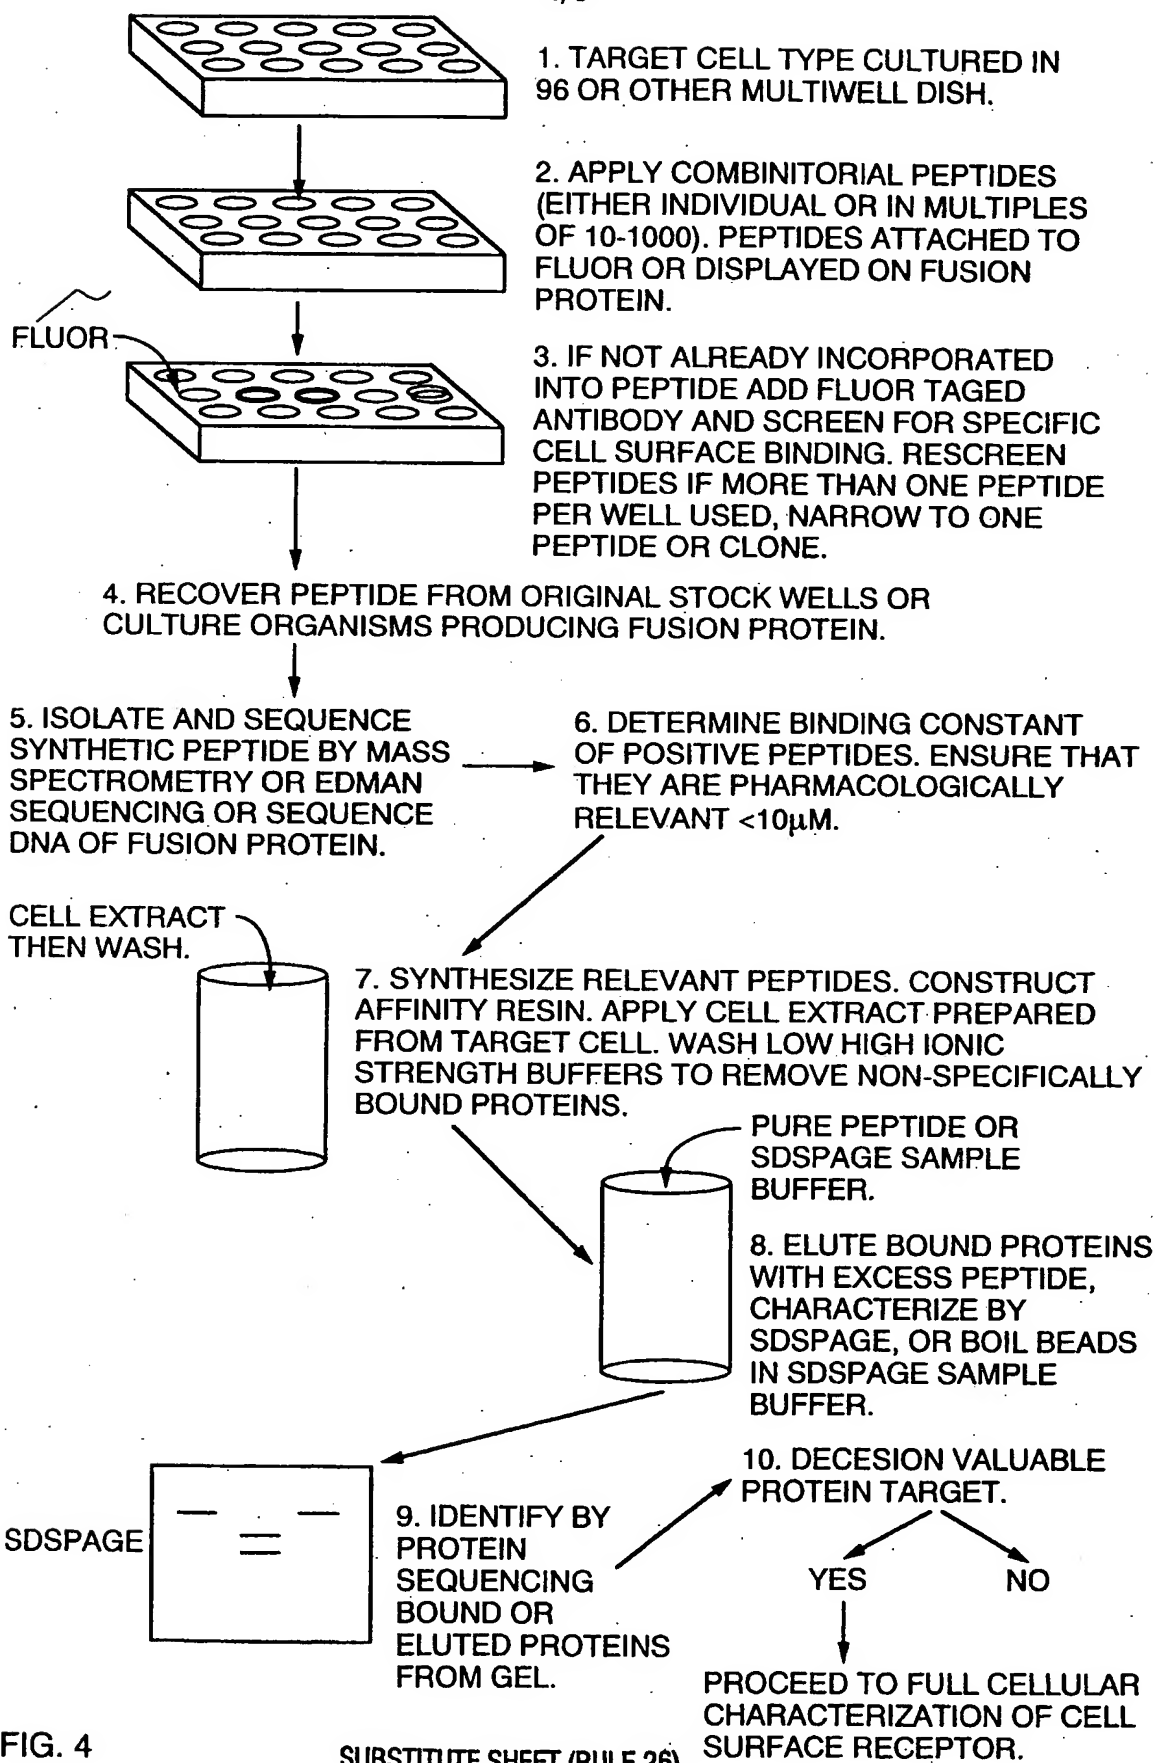 1. TARGET CELL TYPE CULTURED IN
96 OR OTHER MULTIWELL DISH.
2. APPLY COMBINITORIAL PEPTIDES
(EITHER INDIVIDUAL OR IN MULTIPLES
OF 10-1000). PEPTIDES ATTACHED TO
FLUOR OR DISPLAYED ON FUSION
PROTEIN.
FLUOR
3. IF NOT ALREADY INCORPORATED
INTO PEPTIDE ADD FLUOR TAGED
ANTIBODY AND SCREEN FOR SPECIFIC
CELL SURFACE BINDING. RESCREEN
PEPTIDES IF MORE THAN ONE PEPTIDE
PER WELL USED, NARROW TO ONE
PEPTIDE OR CLONE.
4. RECOVER PEPTIDE FROM ORIGINAL STOCK WELLS OR
CULTURE ORGANISMS PRODUCING FUSION PROTEIN.
5. ISOLATE AND SEQUENCE
SYNTHETIC PEPTIDE BY MASS
SPECTROMETRY OR EDMAN
SEQUENCING OR SEQUENCE
DNA OF FUSION PROTEIN.
6. DETERMINE BINDING CONSTANT
OF POSITIVE PEPTIDES. ENSURE THAT
THEY ARE PHARMACOLOGICALLY
RELEVANT <10µM.
CELL EXTRACT
THEN WASH.
7. SYNTHESIZE RELEVANT PEPTIDES. CONSTRUCT
AFFINITY RESIN. APPLY CELL EXTRACT PREPARED
FROM TARGET CELL. WASH LOW HIGH IONIC
STRENGTH BUFFERS TO REMOVE NON-SPECIFICALLY
BOUND PROTEINS.
PURE PEPTIDE OR
SDSPAGE SAMPLE
BUFFER.
8. ELUTE BOUND PROTEINS
WITH EXCESS PEPTIDE,
CHARACTERIZE BY
SDSPAGE, OR BOIL BEADS
IN SDSPAGE SAMPLE
BUFFER.
SDSPAGE
9. IDENTIFY BY
PROTEIN
SEQUENCING
BOUND OR
ELUTED PROTEINS
FROM GEL.
10. DECESION VALUABLE
PROTEIN TARGET.
YES
NO
PROCEED TO FULL CELLULAR
CHARACTERIZATION OF CELL
SURFACE RECEPTOR.
FIG. 4
SUBSTITUTE SHEET (RULE 26)